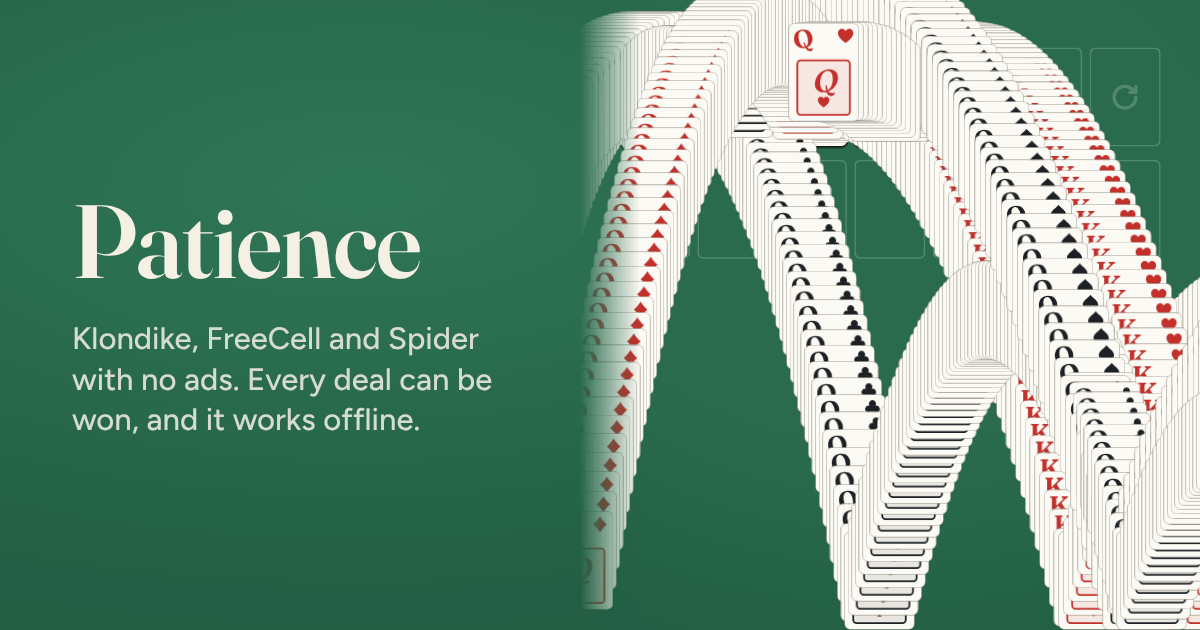 Patience
Klondike, FreeCell and Spider
with no ads. Every deal can be
won, and it works offline.
Q
Q